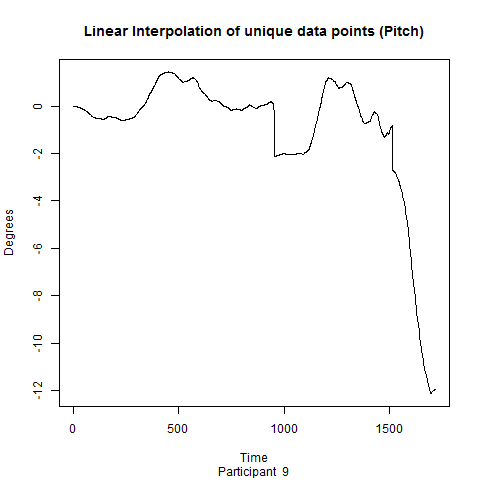 Linear Interpolation of unique data points (Pitch)
Degrees
0
-2
-4
-6
-8
-10
-12
0 500 1000 1500
Time
Participant 9